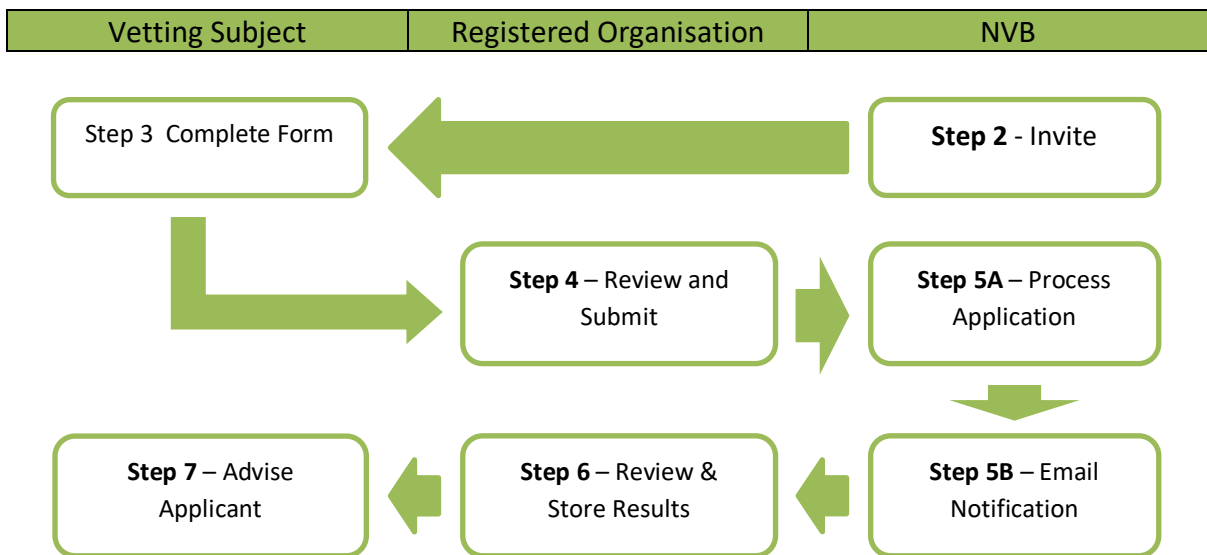 Vetting Subject
Registered Organisation
NVB
Step 3  Complete Form
Step 2 - Invite
Step 4 – Review and
Submit
Step 5A – Process
Application
Step 7 – Advise
Applicant
Step 6 – Review &
Store Results
Step 5B – Email
Notification